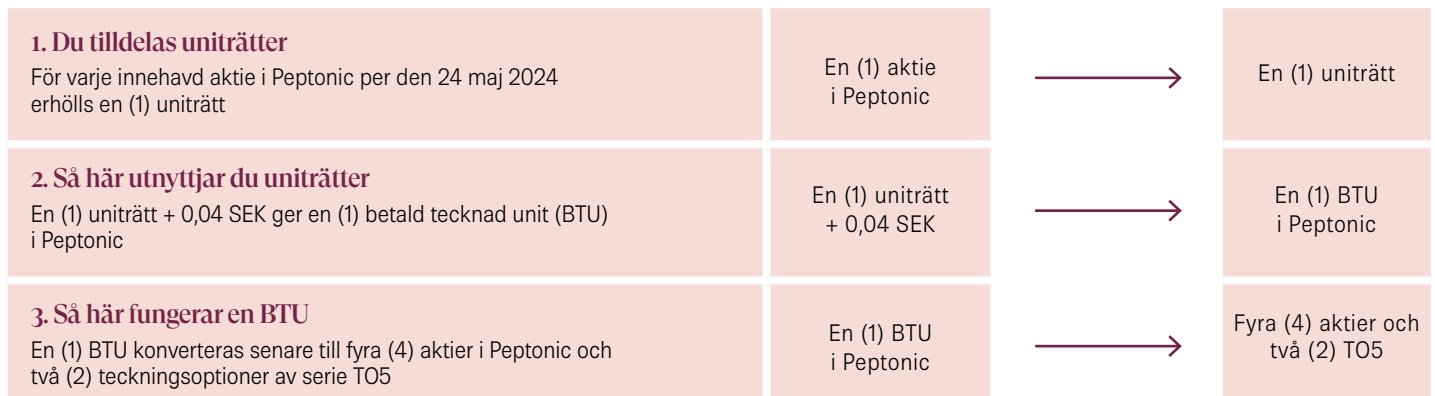 1. Du tilldelas uniträtter
För varje innehavd aktie i Peptonic per den 24 maj 2024
erhölls en (1) uniträtt
En (1) aktie
i Peptonic
En (1) uniträtt
2. Så här utnyttjar du uniträtter
En (1) uniträtt + 0,04 SEK ger en (1) betald tecknad unit (BTU)
i Peptonic
En (1) uniträtt
+ 0,04 SEK
En (1) BTU
i Peptonic
3. Så här fungerar en BTU
En (1) BTU konverteras senare till fyra (4) aktier i Peptonic och
två (2) teckningsoptioner av serie TO5
En (1) BTU
i Peptonic
Fyra (4) aktier och
två (2) TO5